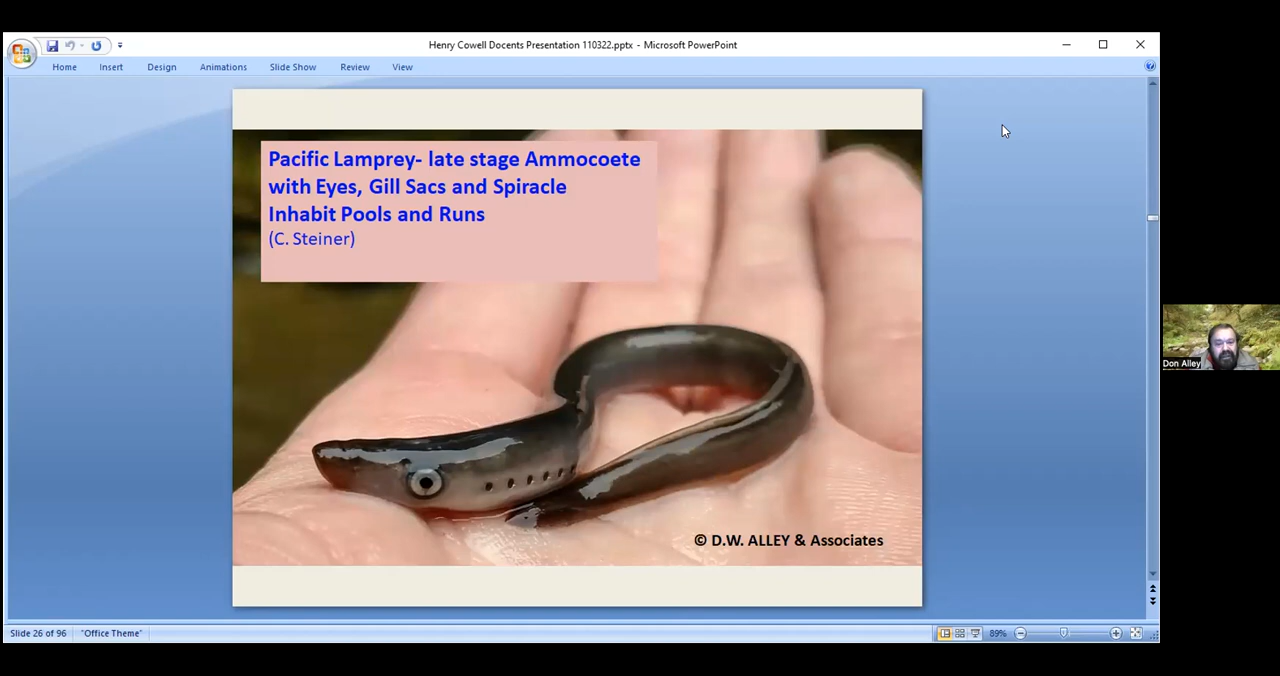 Henry Cowell Docents Presentation 110322.pptx - Microsoft PowerPoint
Home Insert Design Animations Slide Show Review View
Pacific Lamprey- late stage Ammocoete
with Eyes, Gill Sacs and Spiracle
Inhabit Pools and Runs
(C. Steiner)
© D.W. ALLEY & Associates
Don Alley
Slide 26 of 96 "Office Theme" 89%